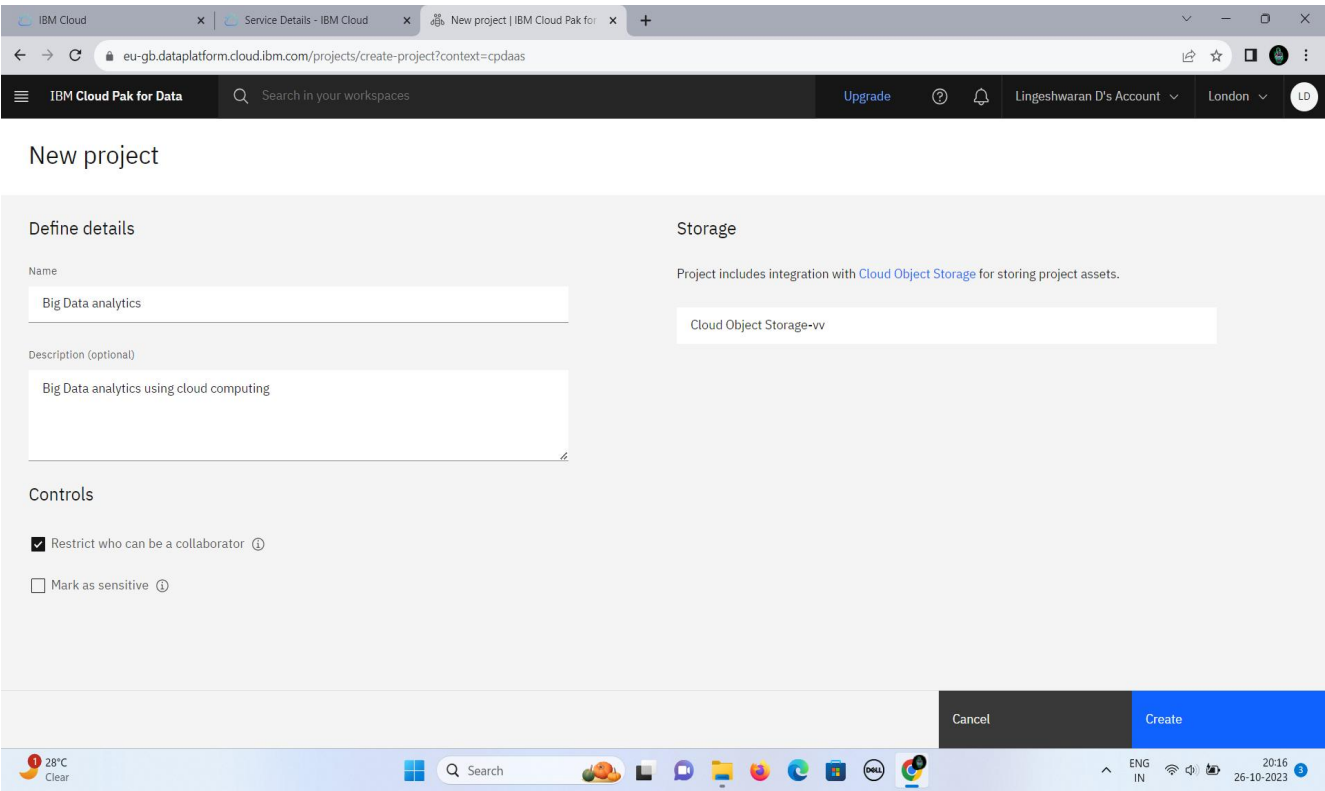 IBM Cloud
Service Details - IBM Cloud
New project | IBM Cloud Pak for
eu-gb.dataplatform.cloud.ibm.com/projects/create-project?context=cpdaas
IBM Cloud Pak for Data
Search in your workspaces
Upgrade
Lingeshwaran D's Account
London
LD
New project
Define details
Name
Big Data analytics
Description (optional)
Big Data analytics using cloud computing
Controls
Restrict who can be a collaborator
Mark as sensitive
Storage
Project includes integration with Cloud Object Storage for storing project assets.
Cloud Object Storage-vv
Cancel
Create
1
28°C
Clear
Search
DELL
ENG
IN
20:16
26-10-2023
3